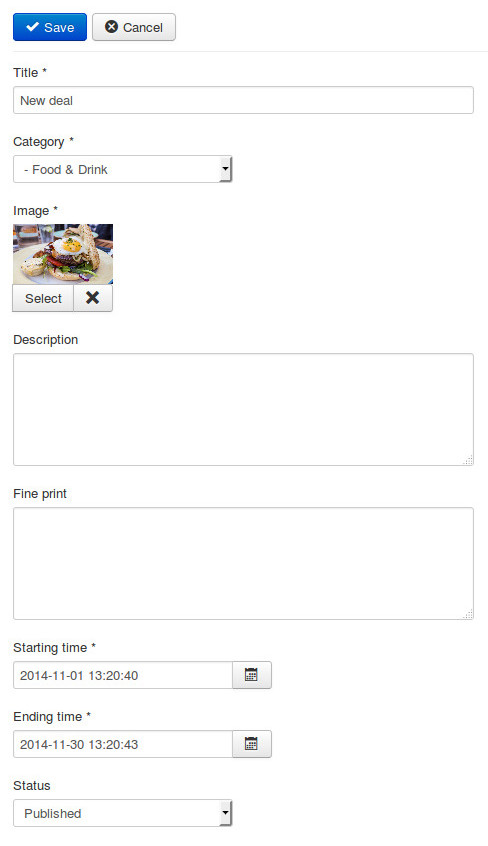 Save Cancel
Title *
New deal
Category *
- Food & Drink
Image *
Select
Description
Fine print
Starting time *
2014-11-01 13:20:40
Ending time *
2014-11-30 13:20:43
Status
Published